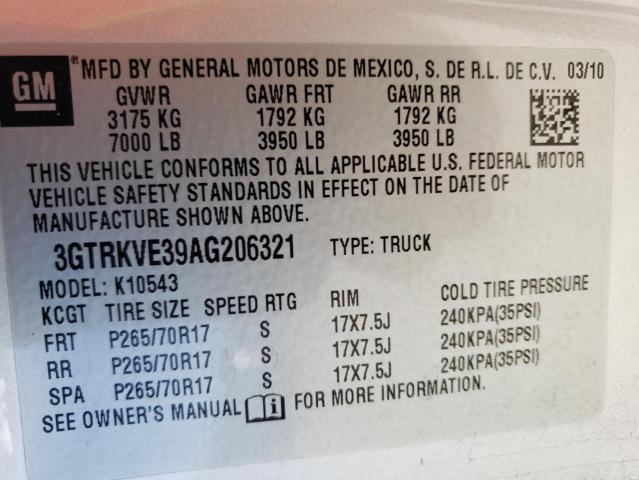 GM ® MFD BY GENERAL MOTORS DE MEXICO, S. DE R.L. DE C.V. 03/10
GVWR GAWR FRT GAWR RR
3175 KG 1792 KG 1792 KG
7000 LB 3950 LB 3950 LB
THIS VEHICLE CONFORMS TO ALL APPLICABLE U.S. FEDERAL MOTOR
VEHICLE SAFETY STANDARDS IN EFFECT ON THE DATE OF
MANUFACTURE SHOWN ABOVE.
3GTRKVE39AG206321 TYPE: TRUCK
MODEL: K10543
KCGT TIRE SIZE SPEED RTG RIM COLD TIRE PRESSURE
FRT P265/70R17 S 17X7.5J 240KPA(35PSI)
RR P265/70R17 S 17X7.5J 240KPA(35PSI)
SPA P265/70R17 S 17X7.5J 240KPA(35PSI)
SEE OWNER'S MANUAL i FOR MORE INFORMATION.